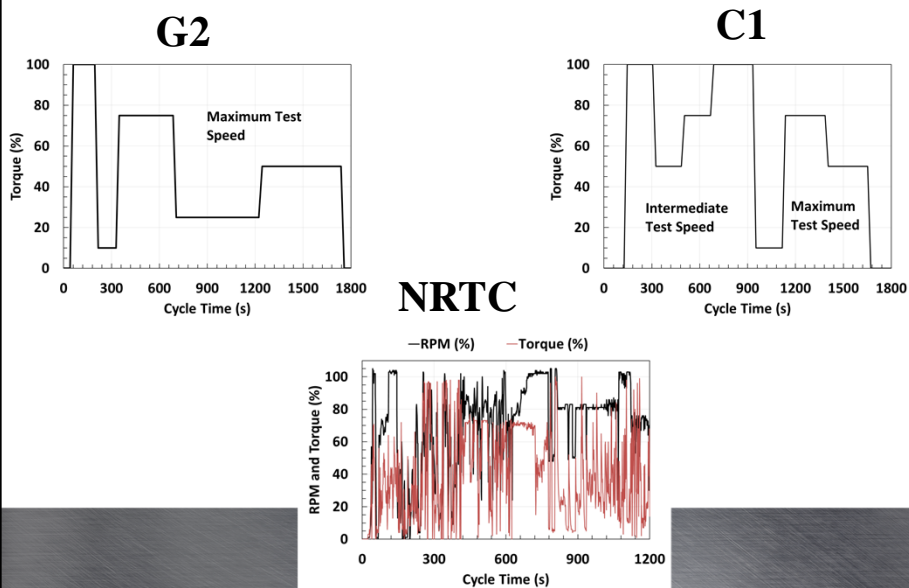 G2
C1
100
80
60
40
20
0
Torque (%)
Maximum Test
Speed
0 300 600 900 1200 1500 1800
Cycle Time (s)
100
80
60
40
20
0
Torque (%)
Intermediate
Test Speed
Maximum
Test Speed
0 300 600 900 1200 1500 1800
Cycle Time (s)
NRTC
RPM (%) Torque (%)
100
80
60
40
20
0
RPM and Torque (%)
0 300 600 900 1200
Cycle Time (s)